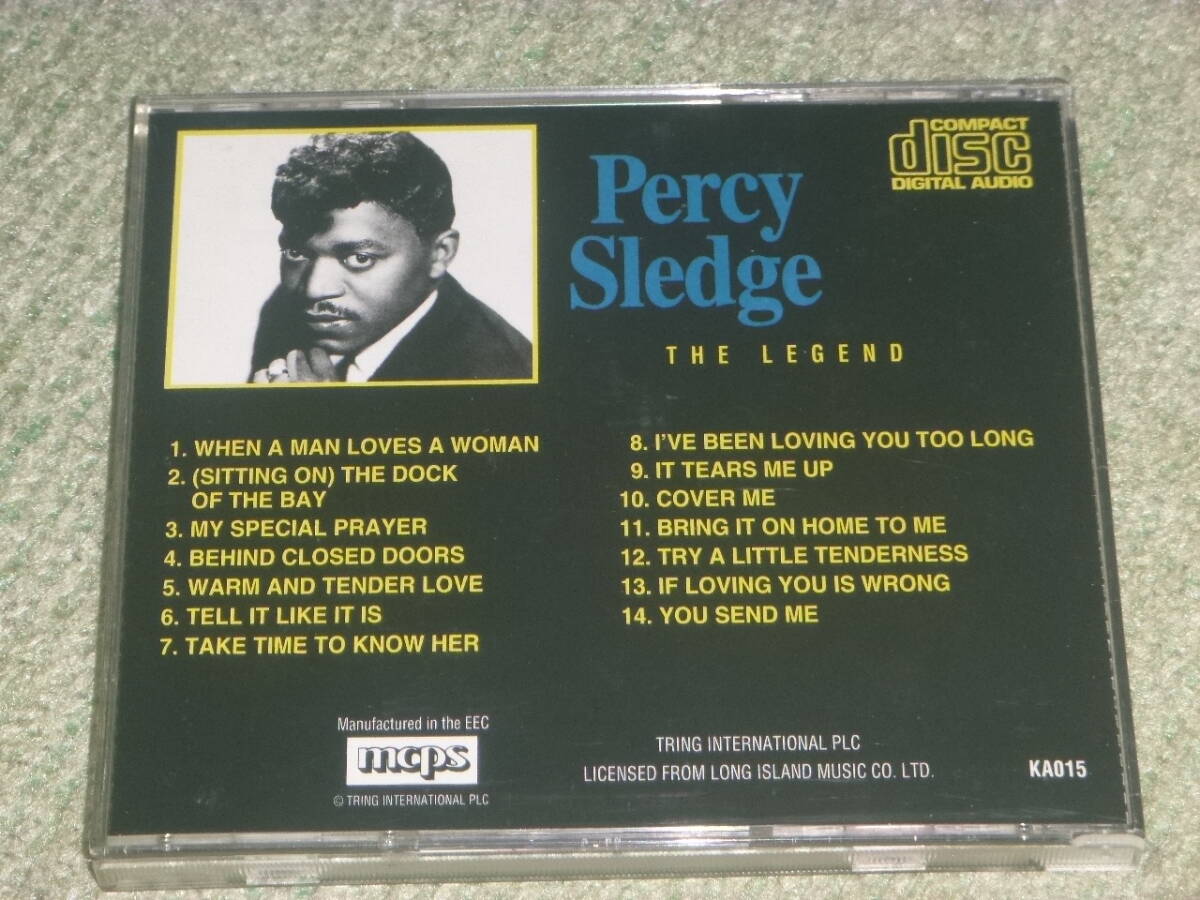 COMPACT
disc
DIGITAL AUDIO
Percy
Sledge
THE LEGEND
1. WHEN A MAN LOVES A WOMAN
2. (SITTING ON) THE DOCK
OF THE BAY
3. MY SPECIAL PRAYER
4. BEHIND CLOSED DOORS
5. WARM AND TENDER LOVE
6. TELL IT LIKE IT IS
7. TAKE TIME TO KNOW HER
8. I'VE BEEN LOVING YOU TOO LONG
9. IT TEARS ME UP
10. COVER ME
11. BRING IT ON HOME TO ME
12. TRY A LITTLE TENDERNESS
13. IF LOVING YOU IS WRONG
14. YOU SEND ME
Manufactured in the EEC
mcps
© TRING INTERNATIONAL PLC
TRING INTERNATIONAL PLC
LICENSED FROM LONG ISLAND MUSIC CO. LTD.
KA015